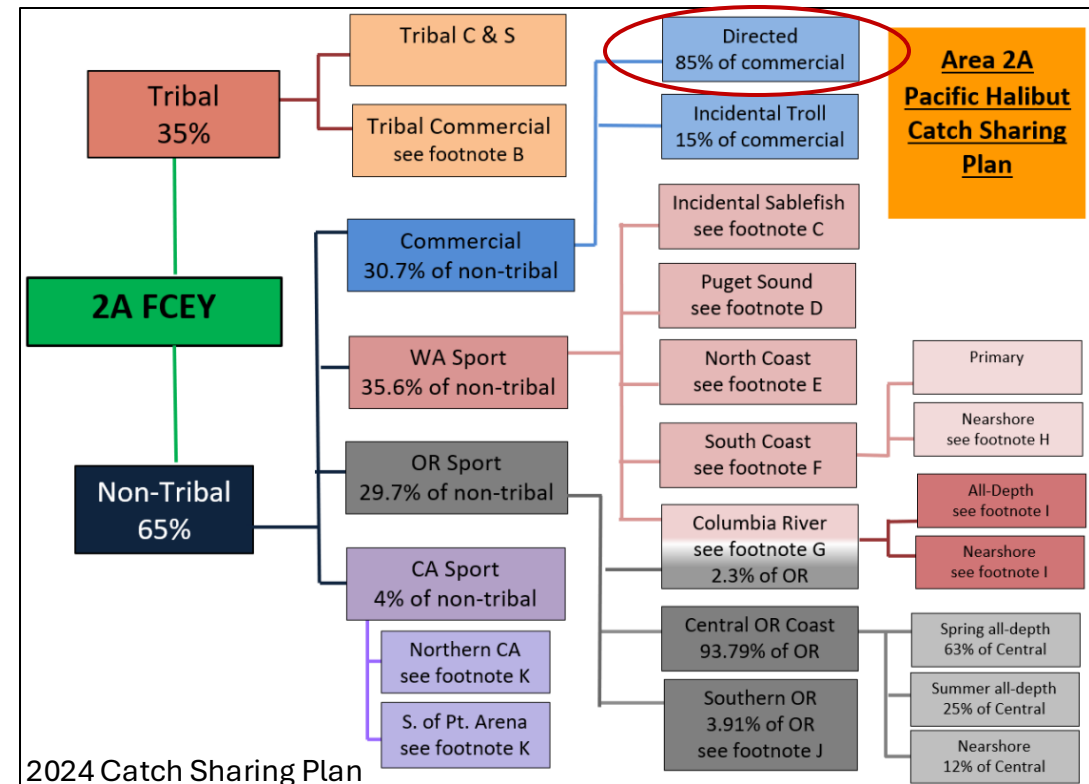 Tribal C & S
Tribal
35%
Tribal Commercial
see footnote B
Directed
85% of commercial
Incidental Troll
15% of commercial
Area 2A
Pacific Halibut
Catch Sharing
Plan
2A FCEY
Non-Tribal
65%
Commercial
30.7% of non-tribal
WA Sport
35.6% of non-tribal
OR Sport
29.7% of non-tribal
CA Sport
4% of non-tribal
Northern CA
see footnote K
S. of Pt. Arena
see footnote K
Incidental Sablefish
see footnote C
Puget Sound
see footnote D
North Coast
see footnote E
South Coast
see footnote F
Columbia River
see footnote G
2.3% of OR
Central OR Coast
93.79% of OR
Southern OR
3.91% of OR
see footnote J
Primary
Nearshore
see footnote H
All-Depth
see footnote I
Nearshore
see footnote I
Spring all-depth
63% of Central
Summer all-depth
25% of Central
Nearshore
12% of Central
2024 Catch Sharing Plan